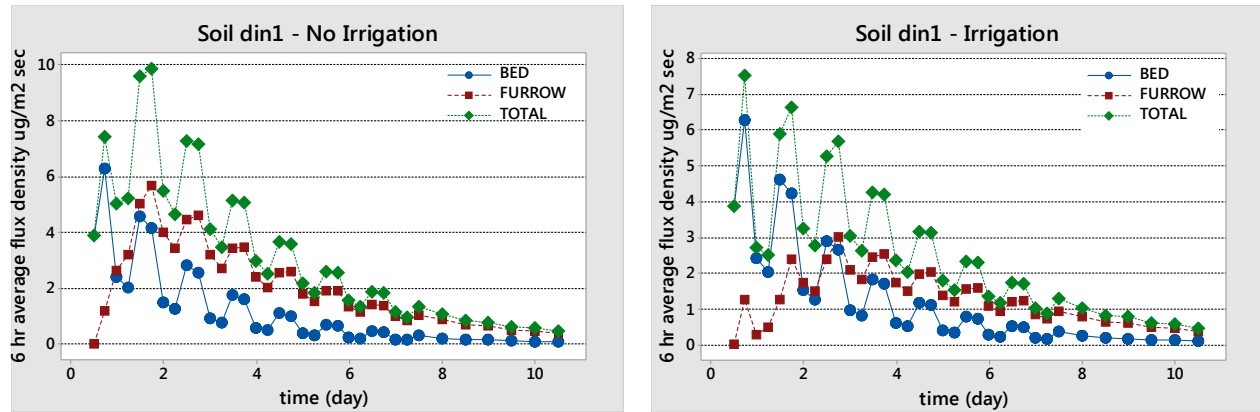 Soil din1 - No Irrigation
6 hr average flux density ug/m2 sec
10
8
6
4
2
0
BED
FURROW
TOTAL
0 2 4 6 8 10
time (day)
Soil din1 - Irrigation
6 hr average flux density ug/m2 sec
8
7
6
5
4
3
2
1
0
BED
FURROW
TOTAL
0 2 4 6 8 10
time (day)